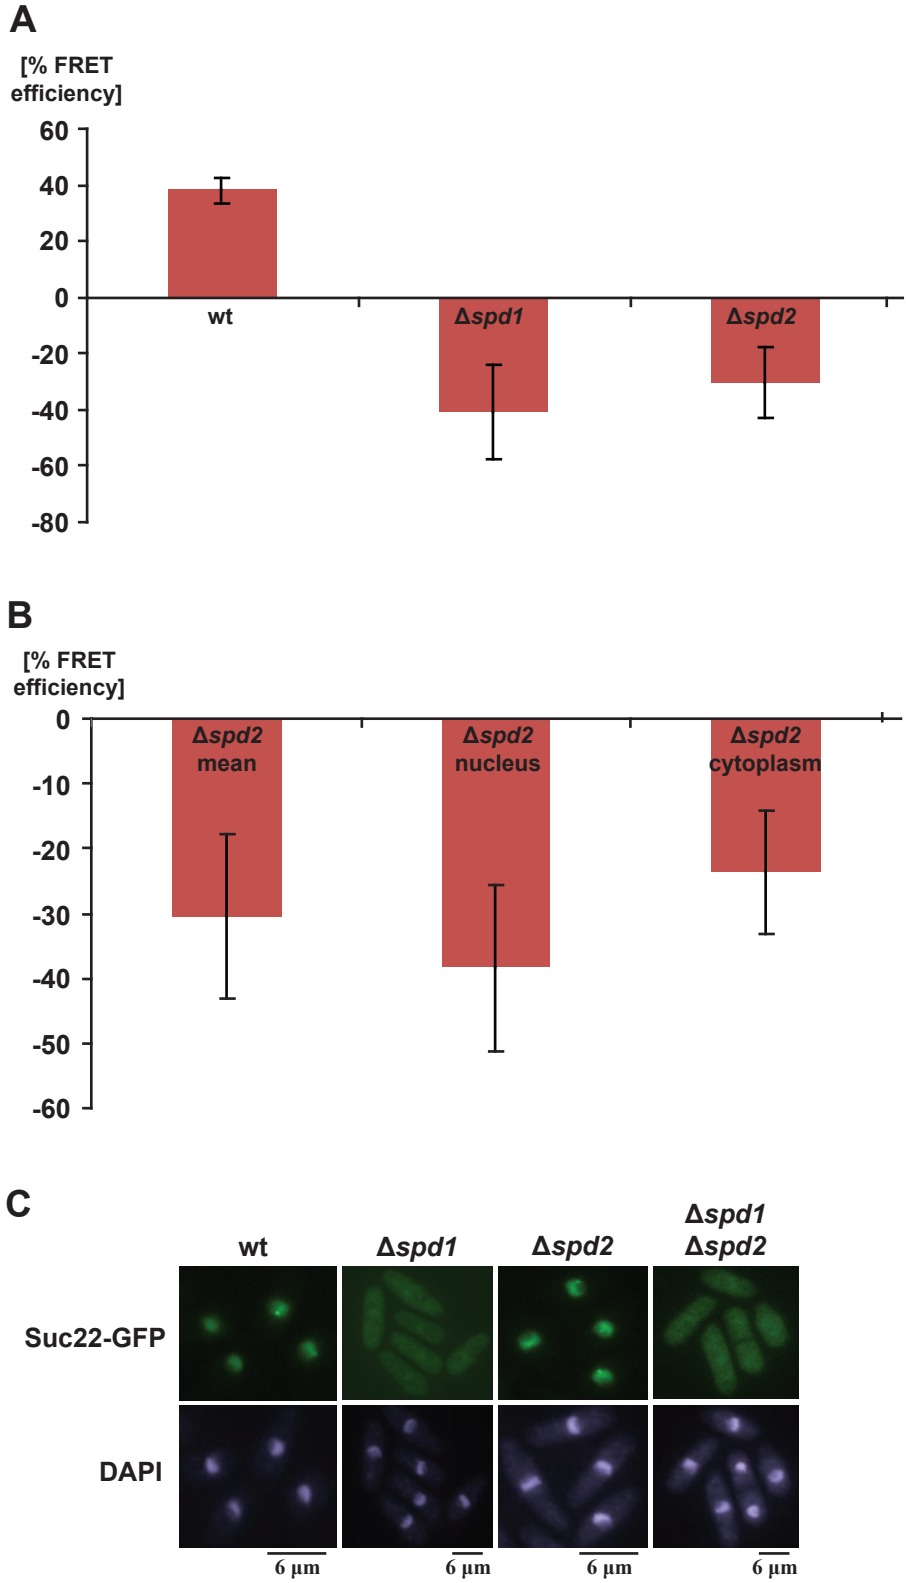 A
[% FRET
efficiency]
60
40
20
0
-20
-40
-60
-80
wt
Δspd1
Δspd2
B
[% FRET
efficiency]
0
-10
-20
-30
-40
-50
-60
Δspd2
mean
Δspd2
nucleus
Δspd2
cytoplasm
C
wt
Δspd1
Δspd2
Δspd1
Δspd2
Suc22-GFP
DAPI
6 μm
6 μm
6 μm
6 μm